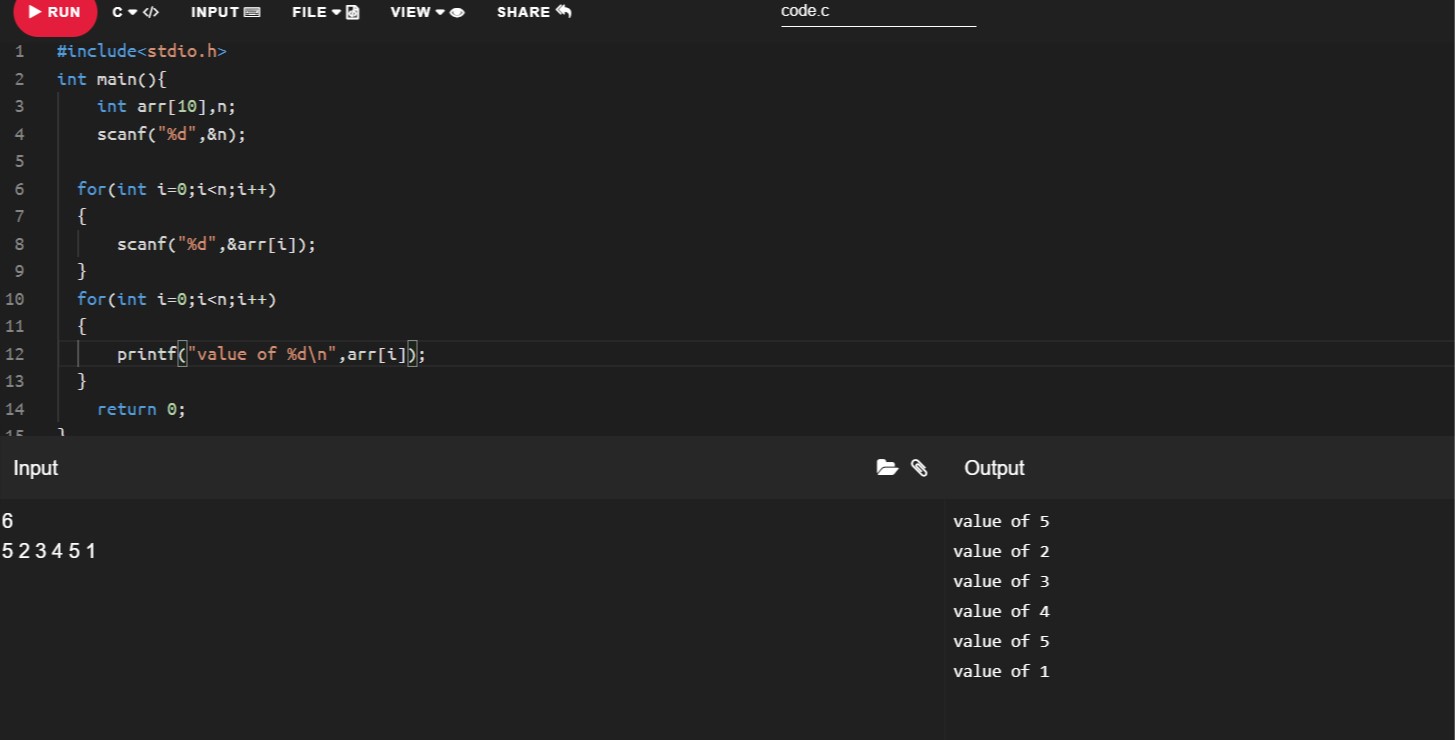 RUN C INPUT FILE VIEW SHARE code.c
1 #include<stdio.h>
2 int main(){
3 int arr[10],n;
4 scanf("%d",&n);
5
6 for(int i=0;i<n;i++)
7 {
8 scanf("%d",&arr[i]);
9 }
10 for(int i=0;i<n;i++)
11 {
12 printf("value of %d\n",arr[i]);
13 }
14 return 0;
15 }
Input
6
5 2 3 4 5 1
Output
value of 5
value of 2
value of 3
value of 4
value of 5
value of 1